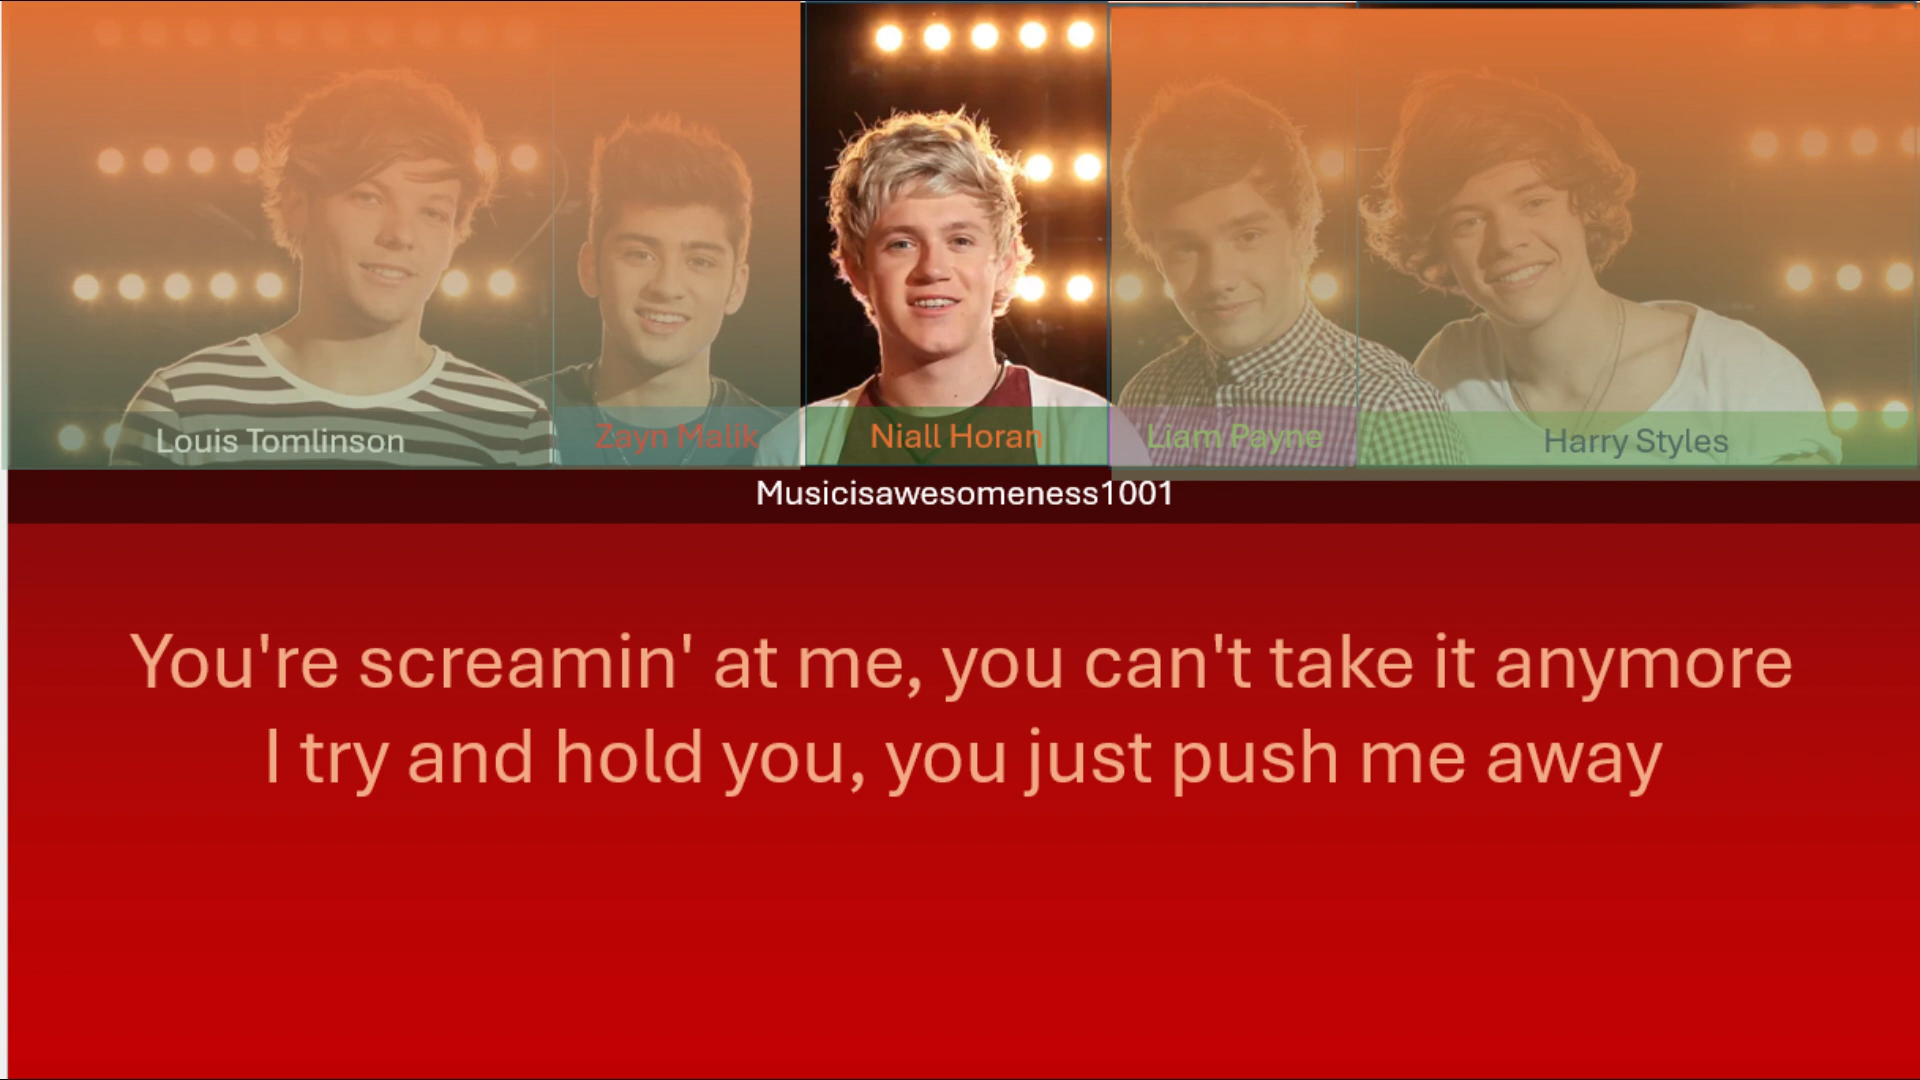 Louis Tomlinson
Zayn Malik
Niall Horan
Liam Payne
Harry Styles
Musicisawesomeness1001
You're screamin' at me, you can't take it anymore
I try and hold you, you just push me away